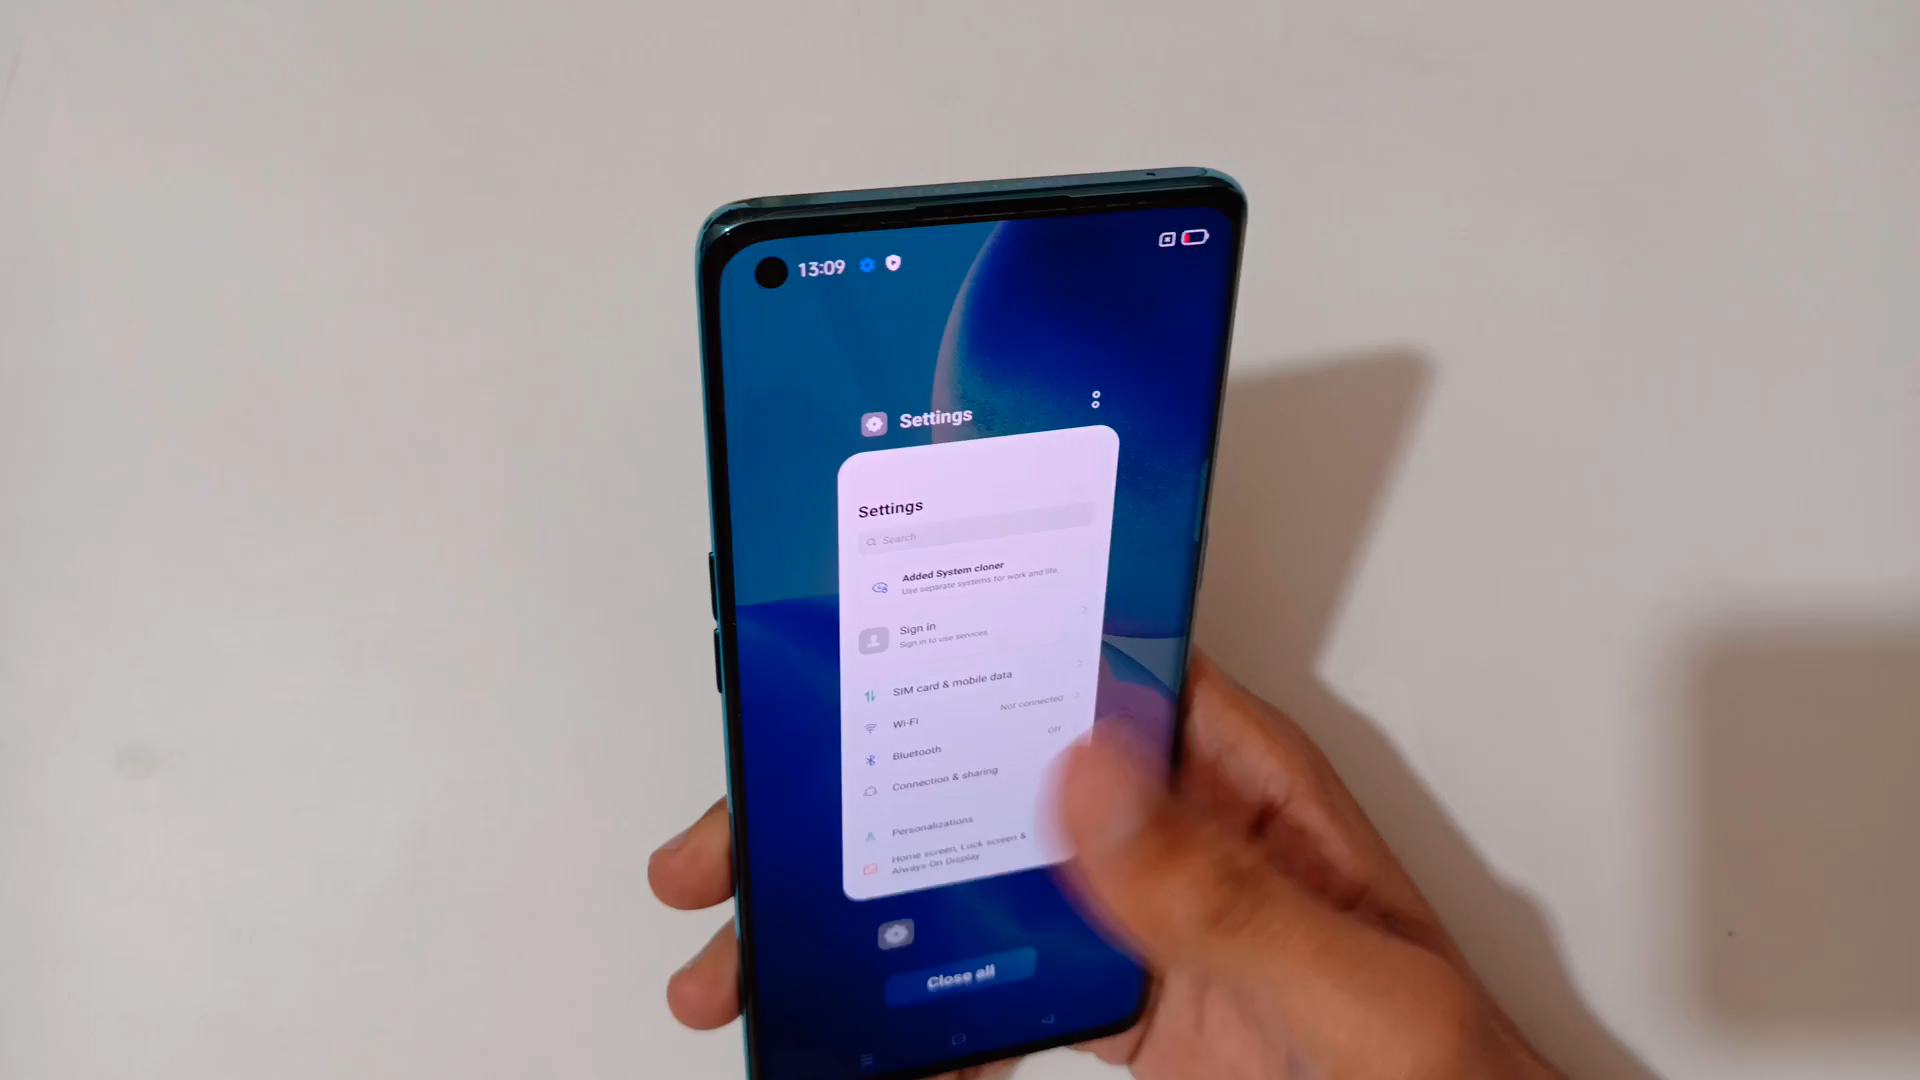 13:09
Settings
Settings
Search
Added System cloner
Use separate systems for work and life.
Sign in
Sign in to use services
SIM card & mobile data
Wi-Fi Not connected
Bluetooth Off
Connection & sharing
Personalizations
Home screen, Lock screen &
Always-On Display
Close all